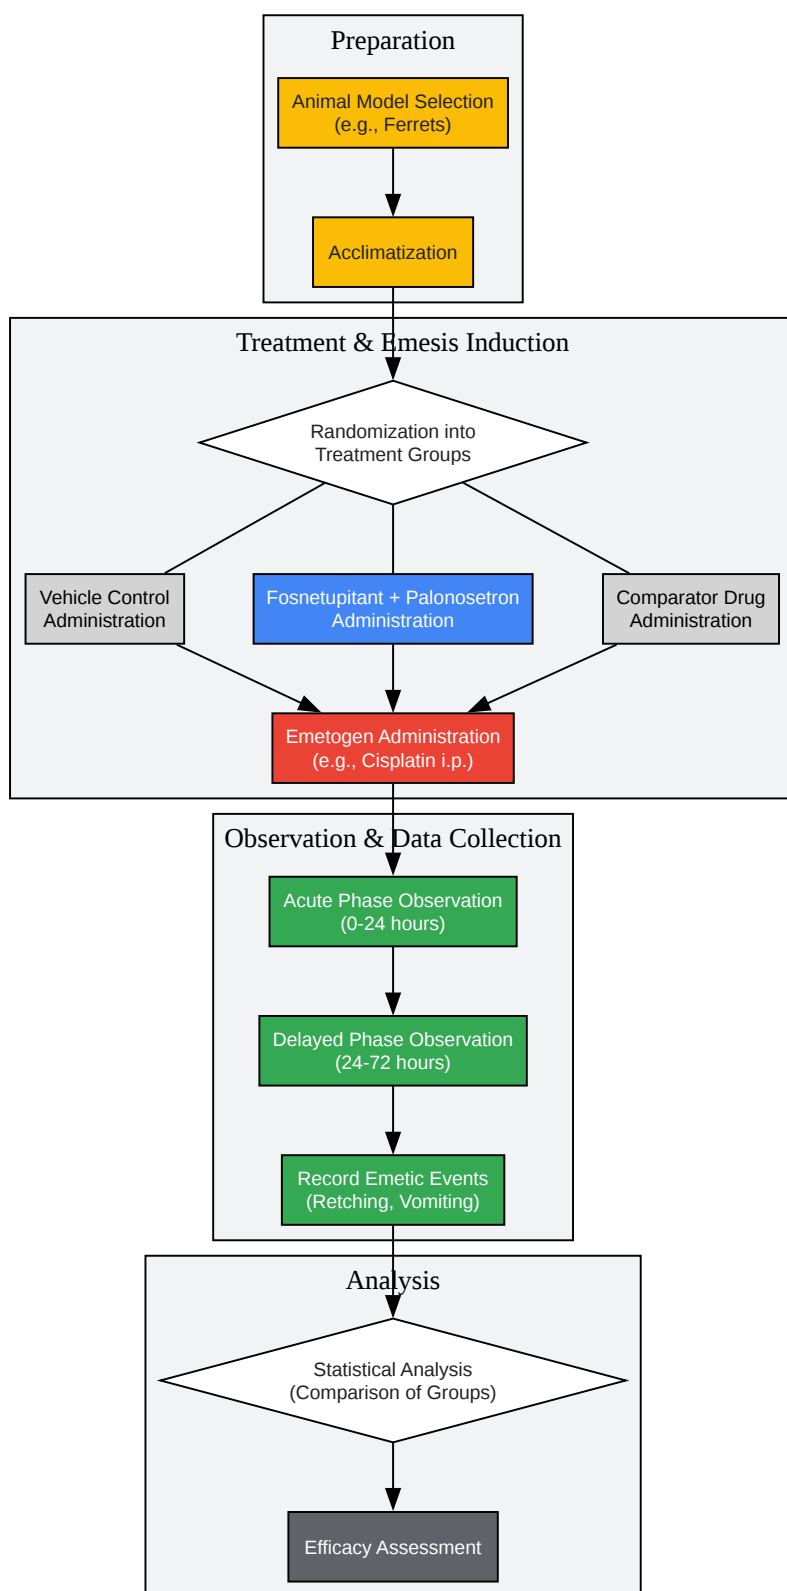 Preparation
Animal Model Selection
(e.g., Ferrets)
Acclimatization
Treatment & Emesis Induction
Randomization into
Treatment Groups
Vehicle Control
Administration
Fosnetupitant + Palonosetron
Administration
Comparator Drug
Administration
Emetogen Administration
(e.g., Cisplatin i.p.)
Observation & Data Collection
Acute Phase Observation
(0-24 hours)
Delayed Phase Observation
(24-72 hours)
Record Emetic Events
(Retching, Vomiting)
Analysis
Statistical Analysis
(Comparison of Groups)
Efficacy Assessment